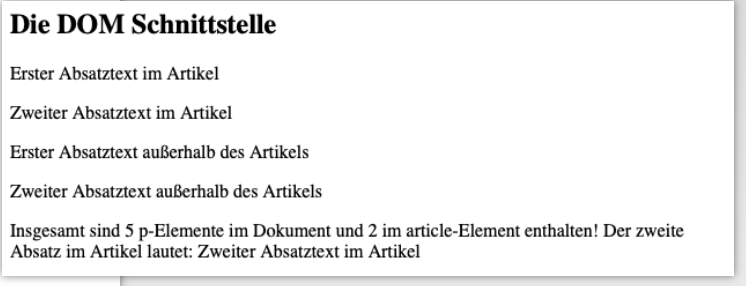 Die DOM Schnittstelle
Erster Absatztext im Artikel
Zweiter Absatztext im Artikel
Erster Absatztext außerhalb des Artikels
Zweiter Absatztext außerhalb des Artikels
Insgesamt sind 5 p-Elemente im Dokument und 2 im article-Element enthalten! Der zweite
Absatz im Artikel lautet: Zweiter Absatztext im Artikel